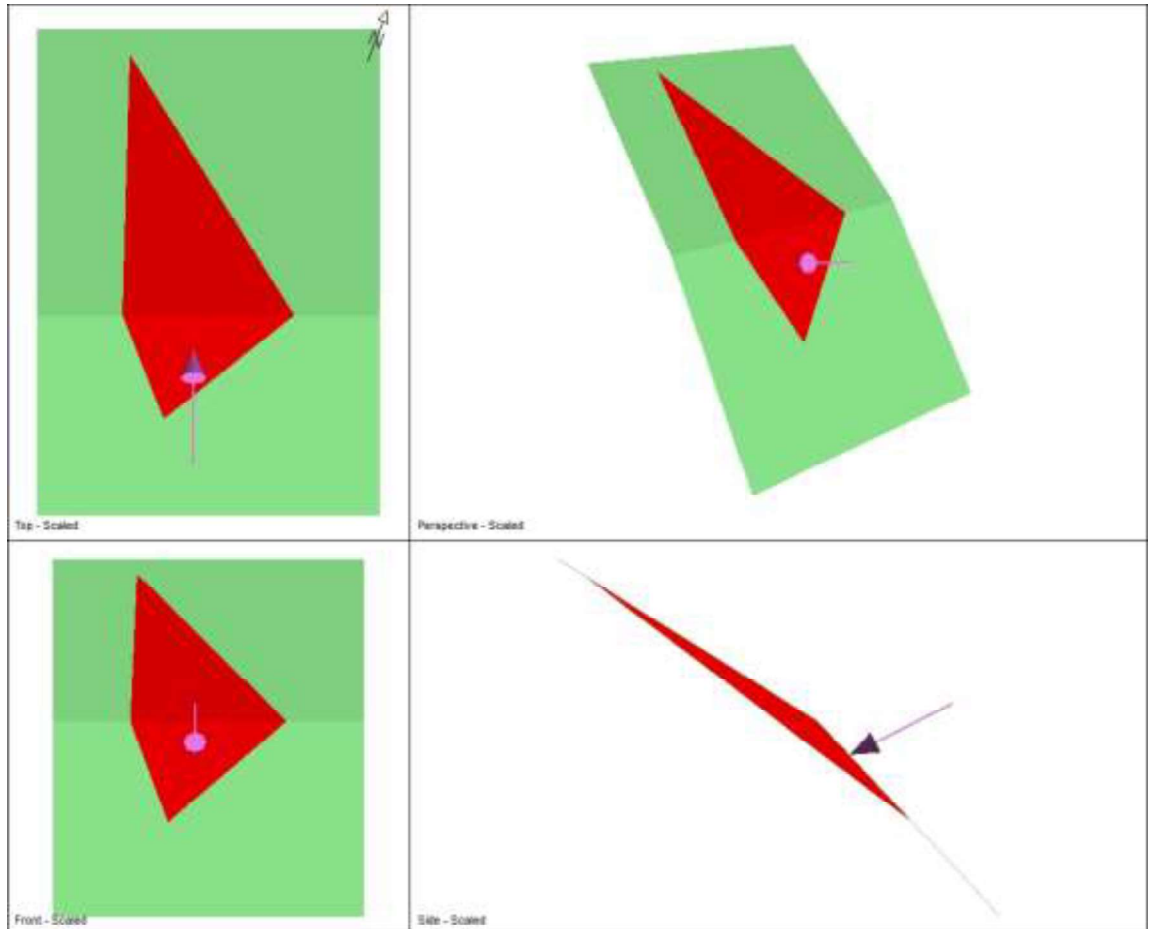 N
Top - Scaled
Perspective - Scaled
Front - Scaled
Side - Scaled